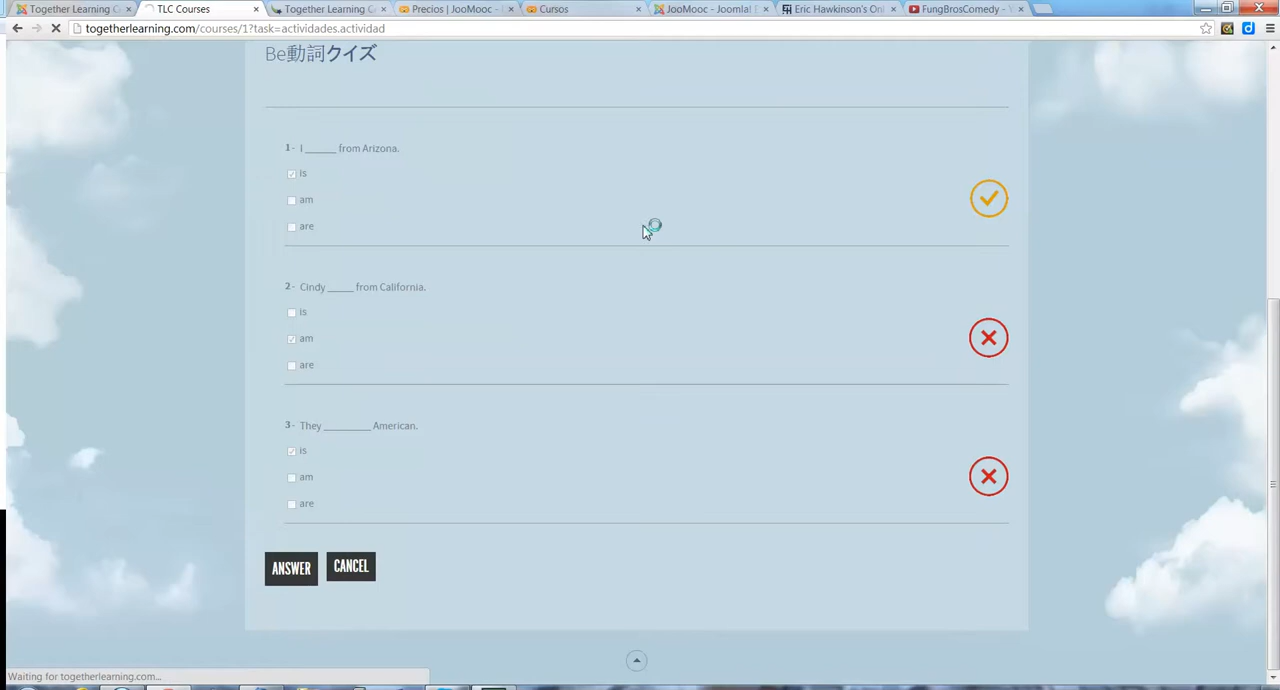 Together Learning C
TLC Courses
Together Learning C
Precios | JooMooc -
Cursos
JooMooc - Joomla! E
Eric Hawkinson's Onl
FungBrosComedy -
togetherlearning.com/courses/1?task=actividades.actividad
Be動詞クイズ
1- I ______ from Arizona.
is
am
are
2- Cindy _____ from California.
is
am
are
3- They _________ American.
is
am
are
ANSWER CANCEL
Waiting for togetherlearning.com...